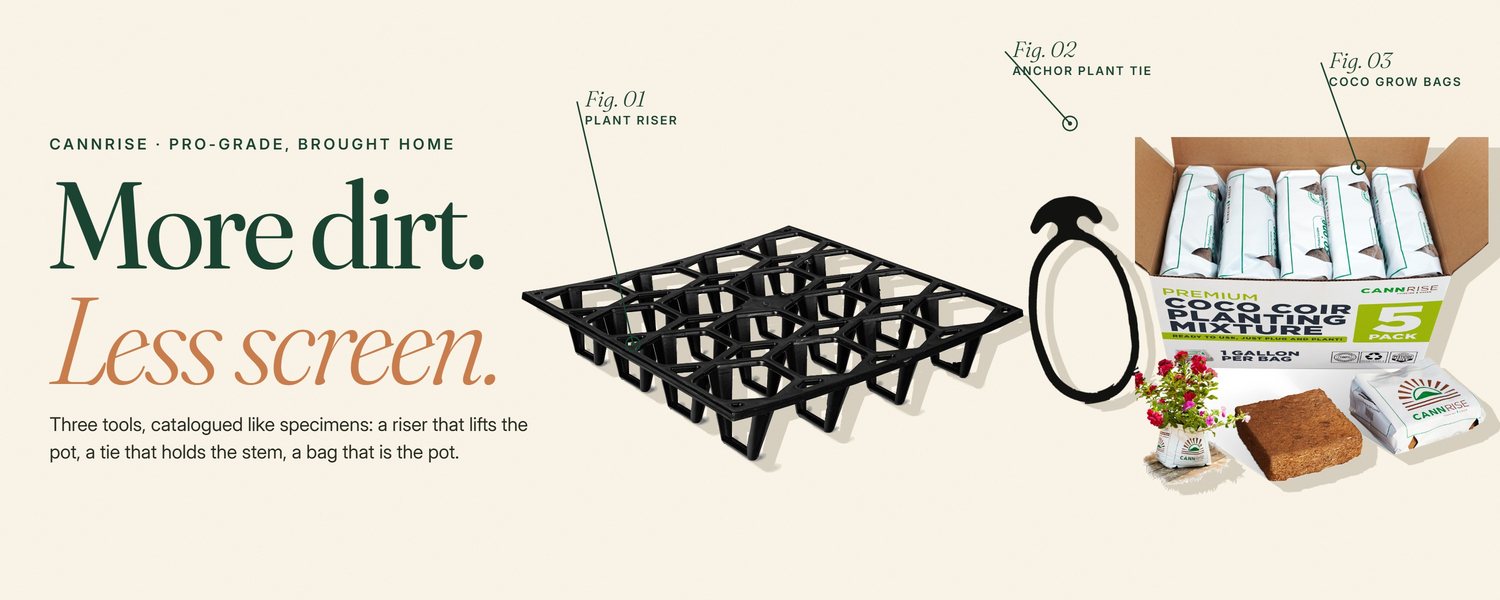 CANNRISE · PRO-GRADE, BROUGHT HOME
More dirt.
Less screen.
Three tools, catalogued like specimens: a riser that lifts the
pot, a tie that holds the stem, a bag that is the pot.
Fig. 01
PLANT RISER
Fig. 02
ANCHOR PLANT TIE
Fig. 03
COCO GROW BAGS
PREMIUM
COCO COIR
PLANTING
MIXTURE
READY TO USE, JUST PLUG AND PLANT!
1 GALLON
PER BAG
CANNRISE
5
PACK
CANNRISE